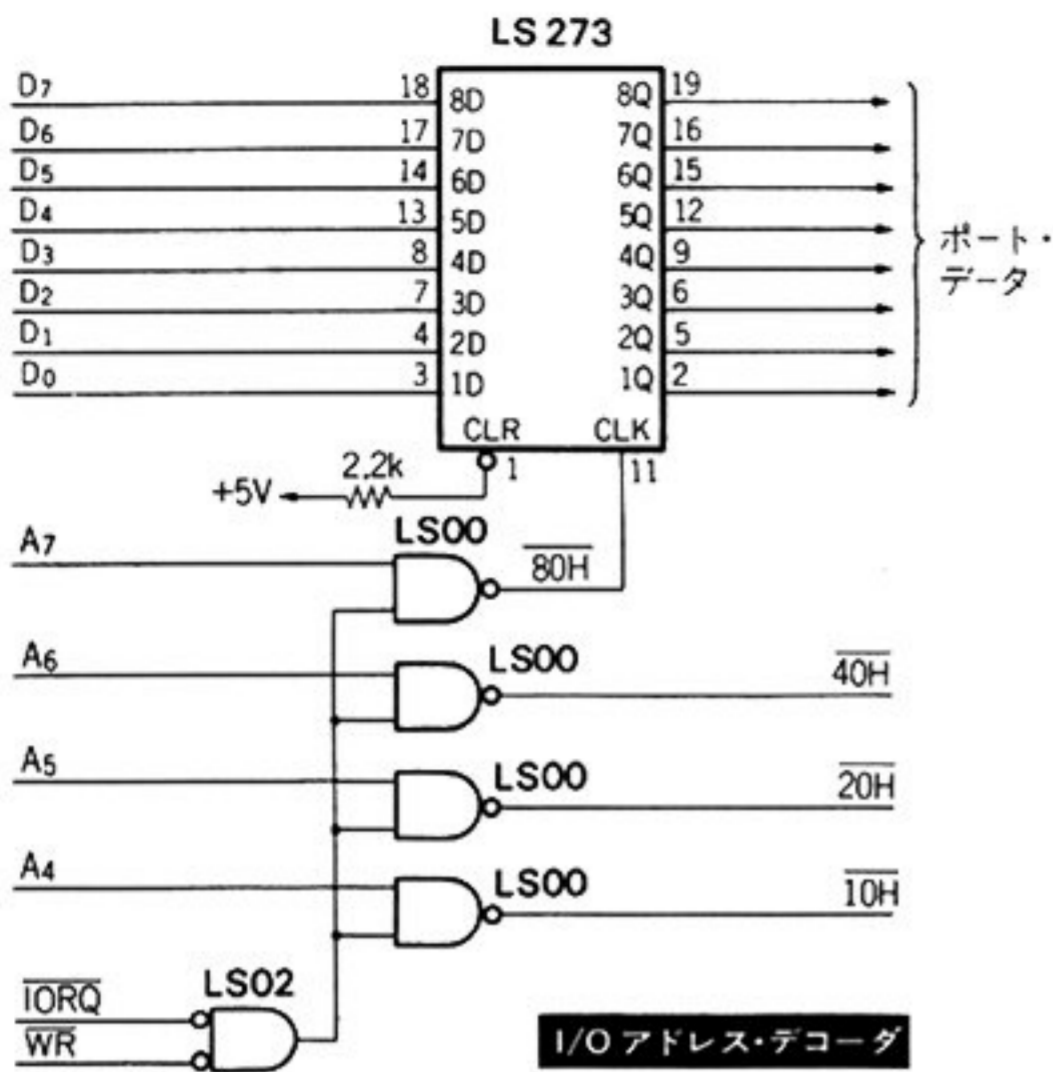 LS 273
D7 18 8D 8Q 19
D6 17 7D 7Q 16
D5 14 6D 6Q 15
D4 13 5D 5Q 12
D3 8 4D 4Q 9
D2 7 3D 3Q 6
D1 4 2D 2Q 5
D0 3 1D 1Q 2
ポート・
データ
CLR CLK
1 11
+5V 2.2k
A7 LS00 80H
A6 LS00 40H
A5 LS00 20H
A4 LS00 10H
IORQ LS02
WR
I/O アドレス・デコーダ